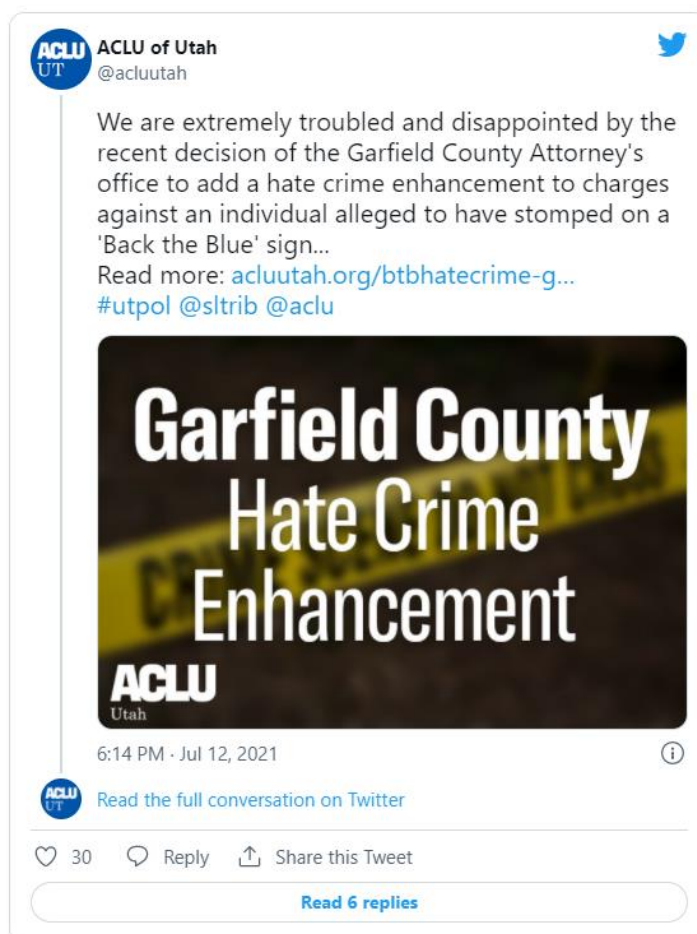 ACLU
UT
ACLU of Utah
@acluutah
We are extremely troubled and disappointed by the
recent decision of the Garfield County Attorney's
office to add a hate crime enhancement to charges
against an individual alleged to have stomped on a
'Back the Blue' sign...
Read more: acluutah.org/btbhatecrime-g...
#utpol @sltrib @aclu
Garfield County
Hate Crime
Enhancement
ACLU
Utah
6:14 PM · Jul 12, 2021
ACLU
UT
Read the full conversation on Twitter
30 Reply Share this Tweet
Read 6 replies